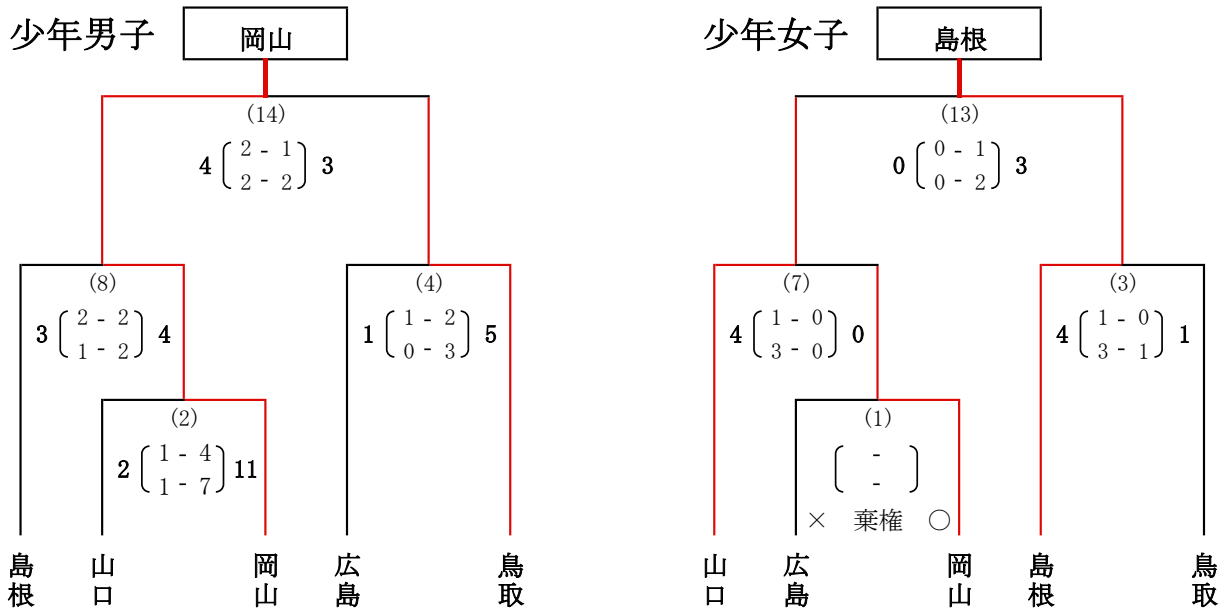 少年男子
岡山
(14)
4 2 - 1 3
2 - 2
(8)
3 2 - 2 4
1 - 2
(4)
1 1 - 2 5
0 - 3
(2)
2 1 - 4 11
1 - 7
島根
山口
岡山
広島
鳥取
少年女子
島根
(13)
0 0 - 1 3
0 - 2
(7)
4 1 - 0 0
3 - 0
(3)
4 1 - 0 1
3 - 1
(1)
-
-
× 棄権 ○
山口
広島
岡山
島根
鳥取